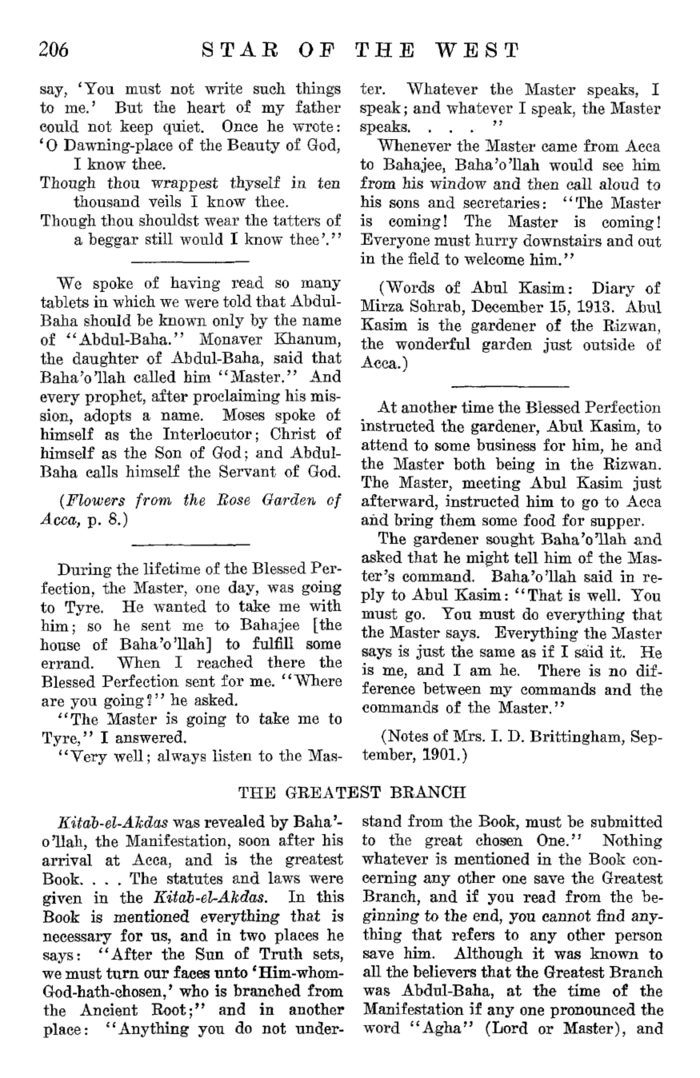 206 STAR OF THE WEST
say, 'You must not write such things
to me.' But the heart of my father
could not keep quiet. Once he wrote:
'O Dawning-place of the Beauty of God,
I know thee.
Though thou wrappest thyself in ten
thousand veils I know thee.
Though thou shouldst wear the tatters of
a beggar still would I know thee'."
We spoke of having read so many
tablets in which we were told that Abdul-
Baha should be known only by the name
of "Abdul-Baha." Monaver Khanum,
the daughter of Abdul-Baha, said that
Baha'o'llah called him "Master." And
every prophet, after proclaiming his mis-
sion, adopts a name. Moses spoke of
himself as the Interlocutor; Christ of
himself as the Son of God; and Abdul-
Baha calls himself the Servant of God.
(Flowers from the Rose Garden of
Acca, p. 8.)
During the lifetime of the Blessed Per-
fection, the Master, one day, was going
to Tyre. He wanted to take me with
him; so he sent me to Bahajee [the
house of Baha'o'llah] to fulfill some
errand. When I reached there the
Blessed Perfection sent for me. "Where
are you going?" he asked.
"The Master is going to take me to
Tyre," I answered.
"Very well; always listen to the Mas-
ter. Whatever the Master speaks, I
speak; and whatever I speak, the Master
speaks. . . . "
Whenever the Master came from Acca
to Bahajee, Baha'o'llah would see him
from his window and then call aloud to
his sons and secretaries: "The Master
is coming! The Master is coming!
Everyone must hurry downstairs and out
in the field to welcome him."
(Words of Abul Kasim: Diary of
Mirza Sohrab, December 15, 1913. Abul
Kasim is the gardener of the Rizwan,
the wonderful garden just outside of
Acca.)
At another time the Blessed Perfection
instructed the gardener, Abul Kasim, to
attend to some business for him, he and
the Master both being in the Rizwan.
The Master, meeting Abul Kasim just
afterward, instructed him to go to Acca
and bring them some food for supper.
The gardener sought Baha'o'llah and
asked that he might tell him of the Mas-
ter's command. Baha'o'llah said in re-
ply to Abul Kasim: "That is well. You
must go. You must do everything that
the Master says. Everything the Master
says is just the same as if I said it. He
is me, and I am he. There is no dif-
ference between my commands and the
commands of the Master."
(Notes of Mrs. I. D. Brittingham, Sep-
tember, 1901.)
THE GREATEST BRANCH
Kitab-el-Akdas was revealed by Baha'-
o'llah, the Manifestation, soon after his
arrival at Acca, and is the greatest
Book. . . . The statutes and laws were
given in the Kitab-el-Akdas. In this
Book is mentioned everything that is
necessary for us, and in two places he
says: "After the Sun of Truth sets,
we must turn our faces unto 'Him-whom-
God-hath-chosen,' who is branched from
the Ancient Root;" and in another
place: "Anything you do not under-
stand from the Book, must be submitted
to the great chosen One." Nothing
whatever is mentioned in the Book con-
cerning any other one save the Greatest
Branch, and if you read from the be-
ginning to the end, you cannot find any-
thing that refers to any other person
save him. Although it was known to
all the believers that the Greatest Branch
was Abdul-Baha, at the time of the
Manifestation if any one pronounced the
word "Agha" (Lord or Master), and